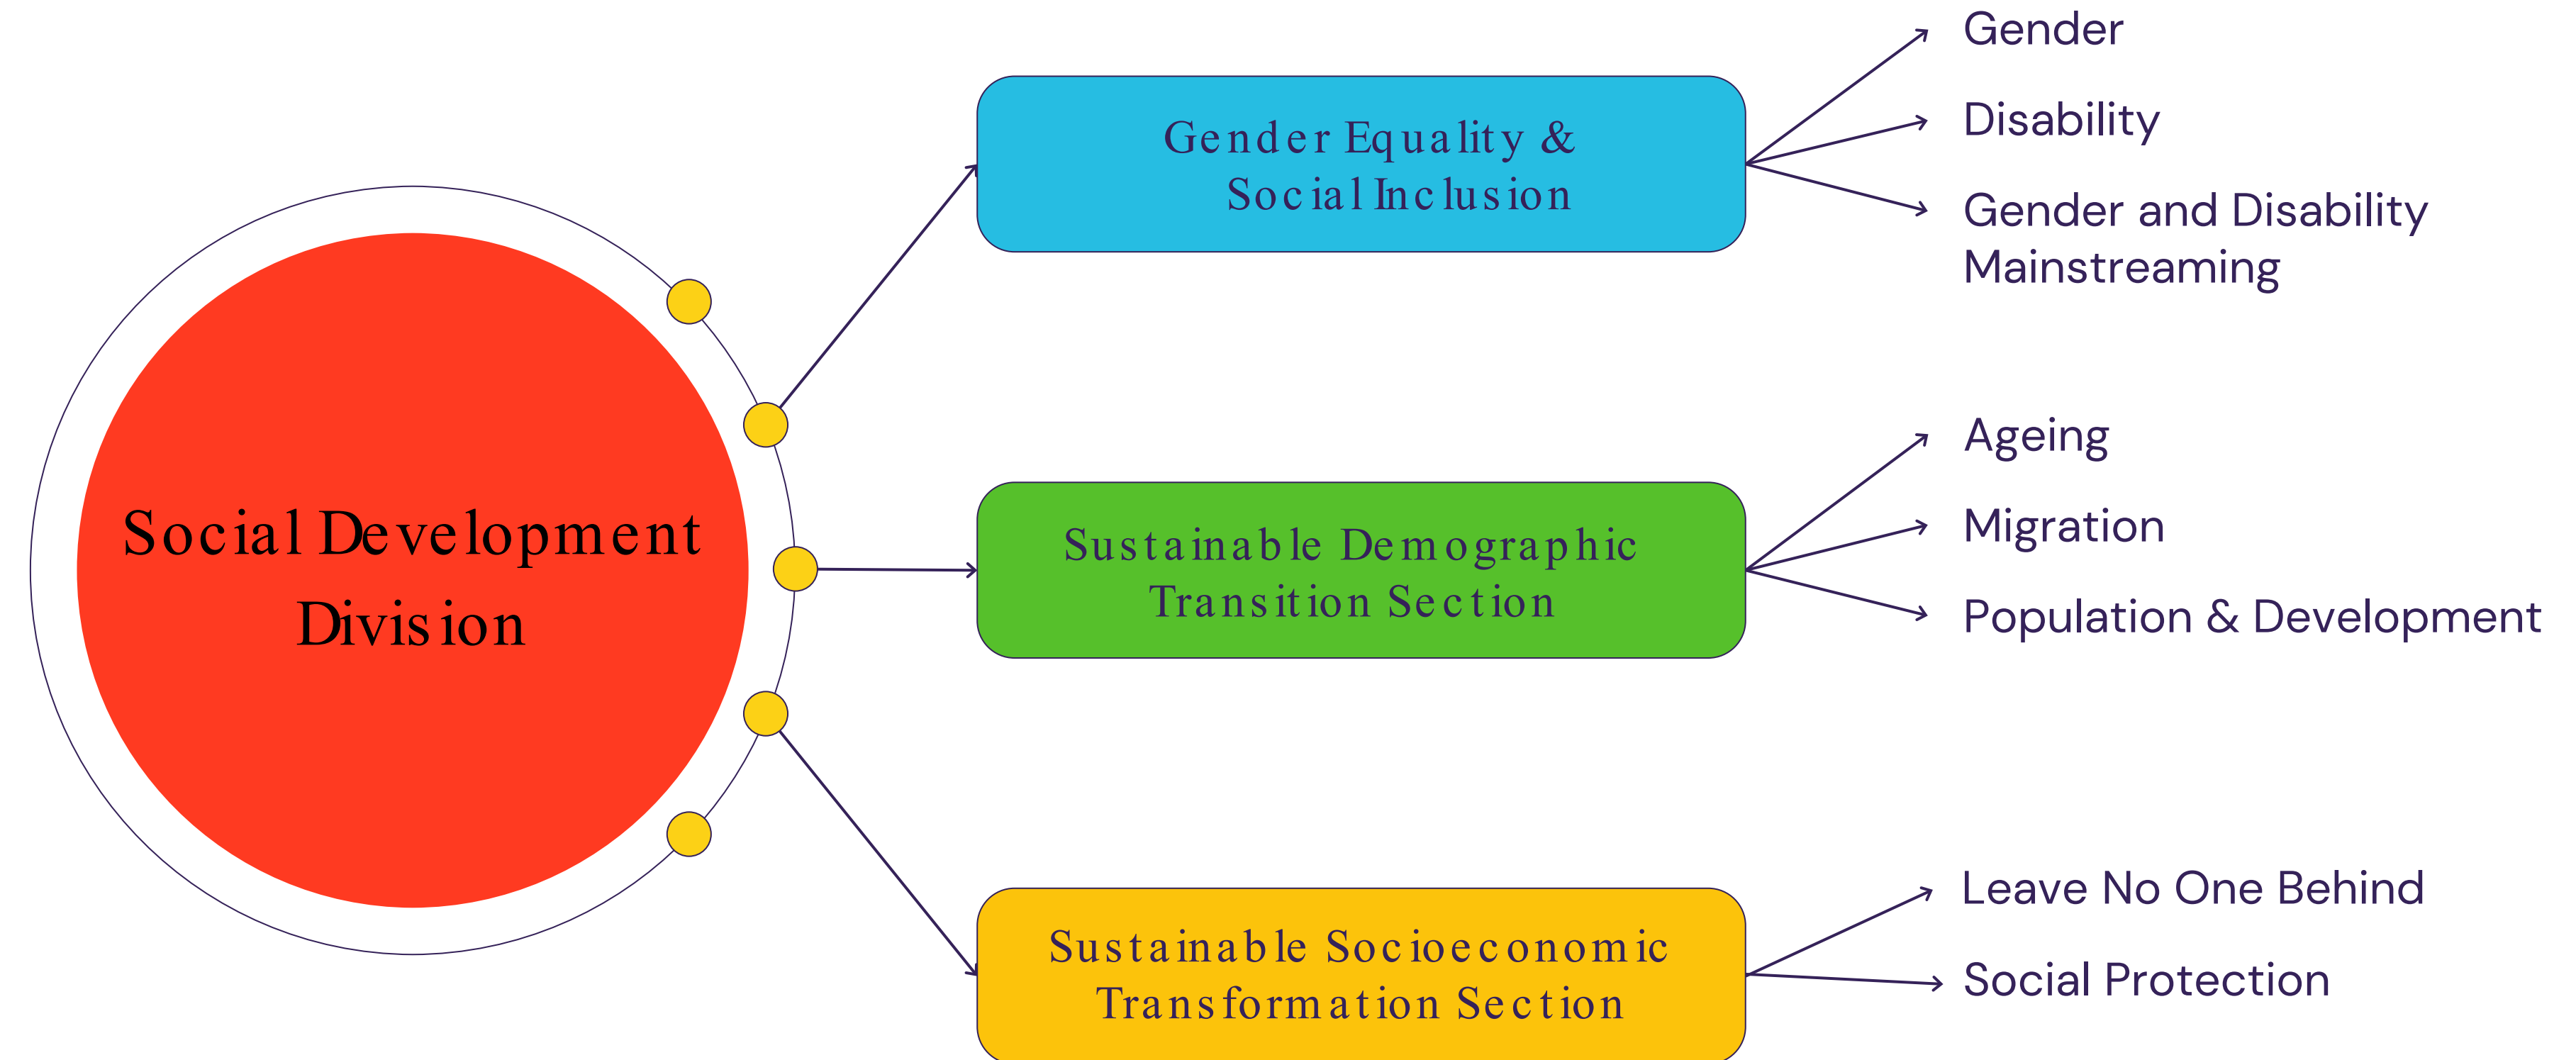 Social Development
Division
Gender Equality &
Social Inclusion
Gender
Disability
Gender and Disability
Mainstreaming
Sustainable Demographic
Transition Section
Ageing
Migration
Population & Development
Sustainable Socioeconomic
Transformation Section
Leave No One Behind
Social Protection